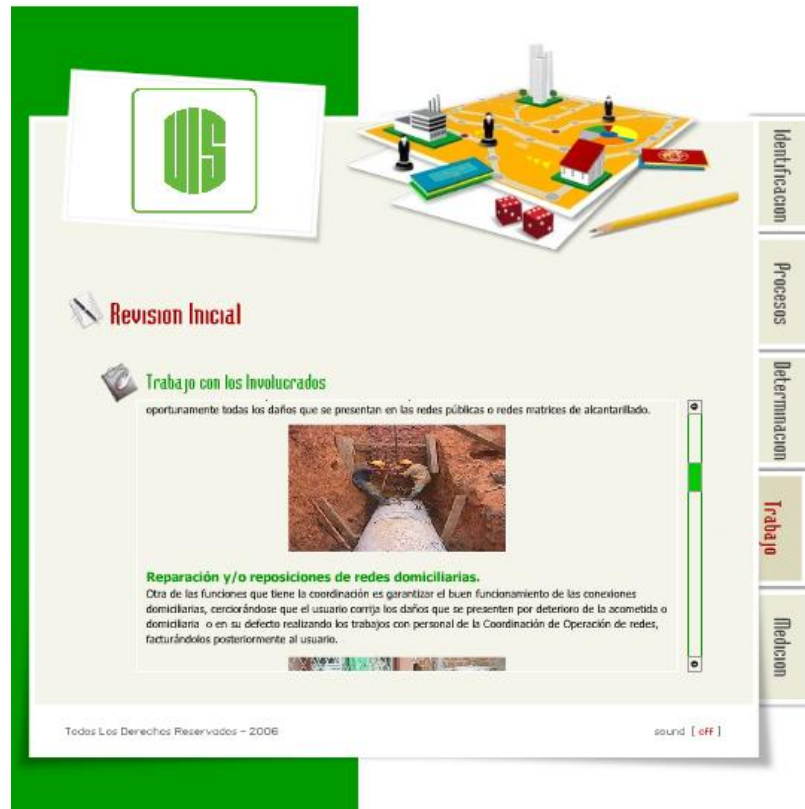 UIS
Revision Inicial
Trabajo con los Involucrados
oportunamente todas los daños que se presentan en las redes públicas o redes matrices de alcantarillado.
Reparación y/o reposiciones de redes domiciliarias.
Otra de las funciones que tiene la coordinación es garantizar el buen funcionamiento de las conexiones
domiciliarias, cerciorándose que el usuario corrija los daños que se presenten por deterioro de la acometida o
domiciliaria o en su defecto realizando los trabajos con personal de la Coordinación de Operación de redes,
facturándolos posteriormente al usuario.
Identificacion
Procesos
Determinacion
Trabajo
Medicion
Todos Los Derechos Reservados - 2006
sound [ off ]